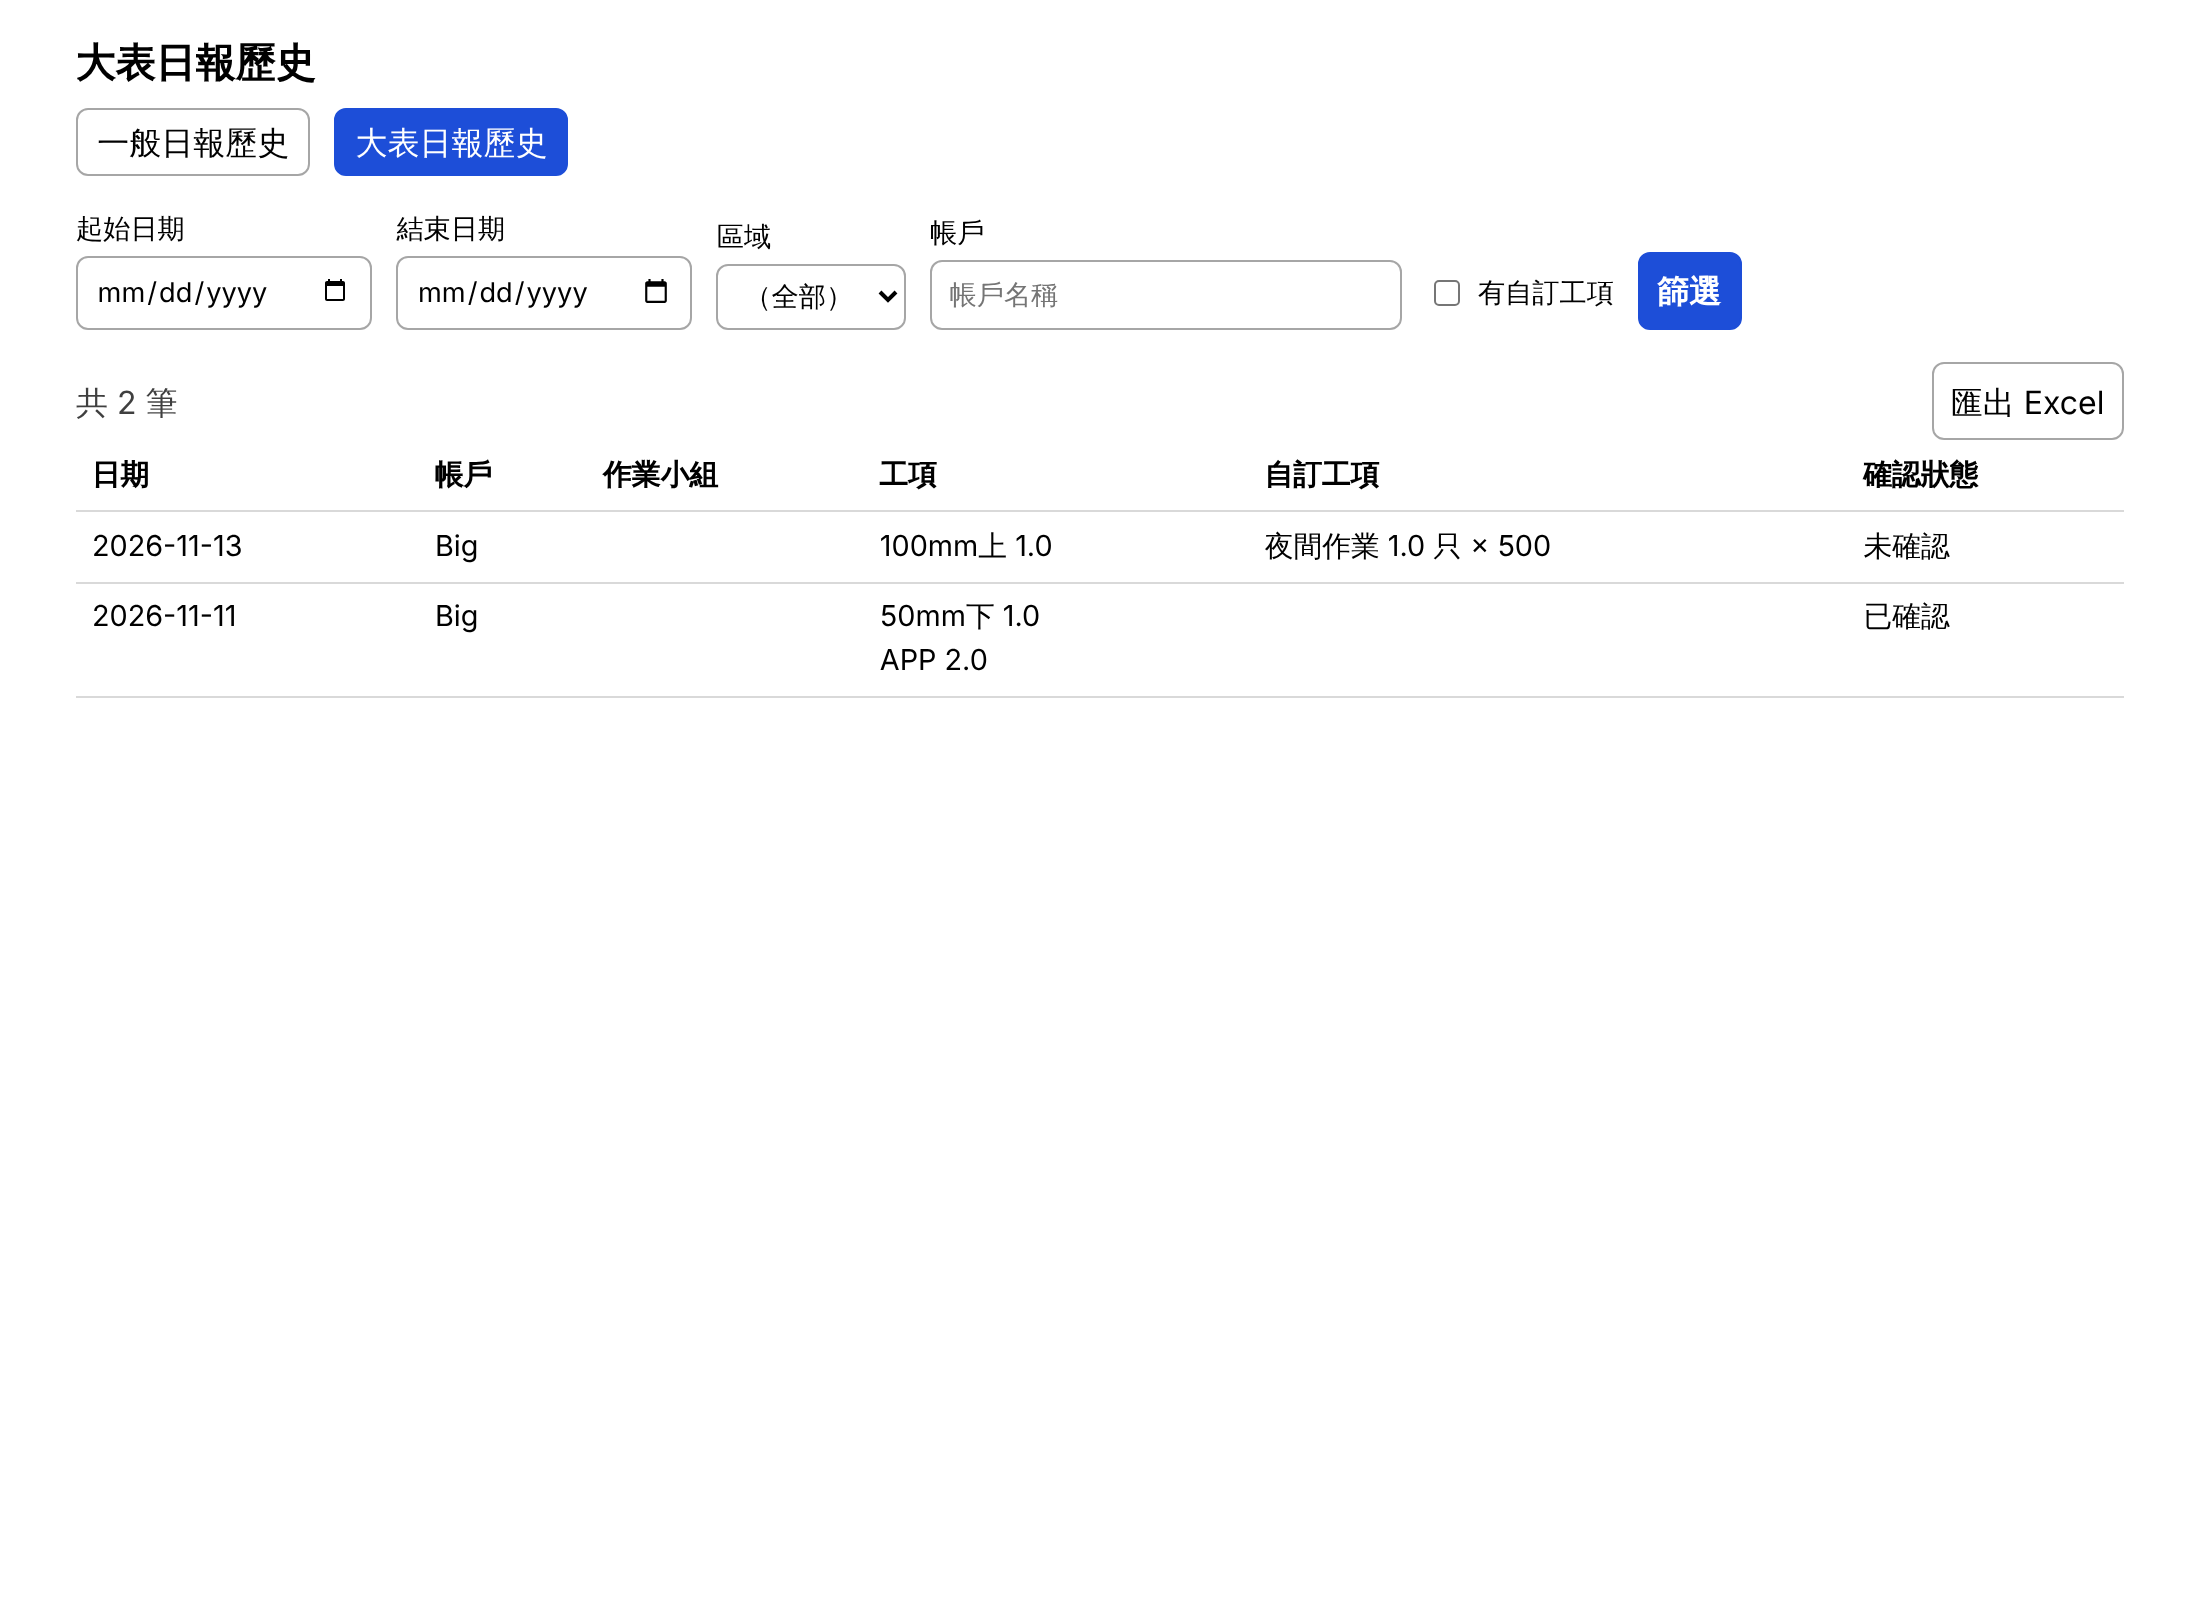 大表日報歷史
一般日報歷史 大表日報歷史
起始日期 結束日期 區域 帳戶
mm/dd/yyyy mm/dd/yyyy （全部） 帳戶名稱 有自訂工項 篩選
共 2 筆 匯出 Excel
日期 帳戶 作業小組 工項 自訂工項 確認狀態
2026-11-13 Big 100mm上 1.0 夜間作業 1.0 只 × 500 未確認
2026-11-11 Big 50mm下 1.0 已確認
APP 2.0